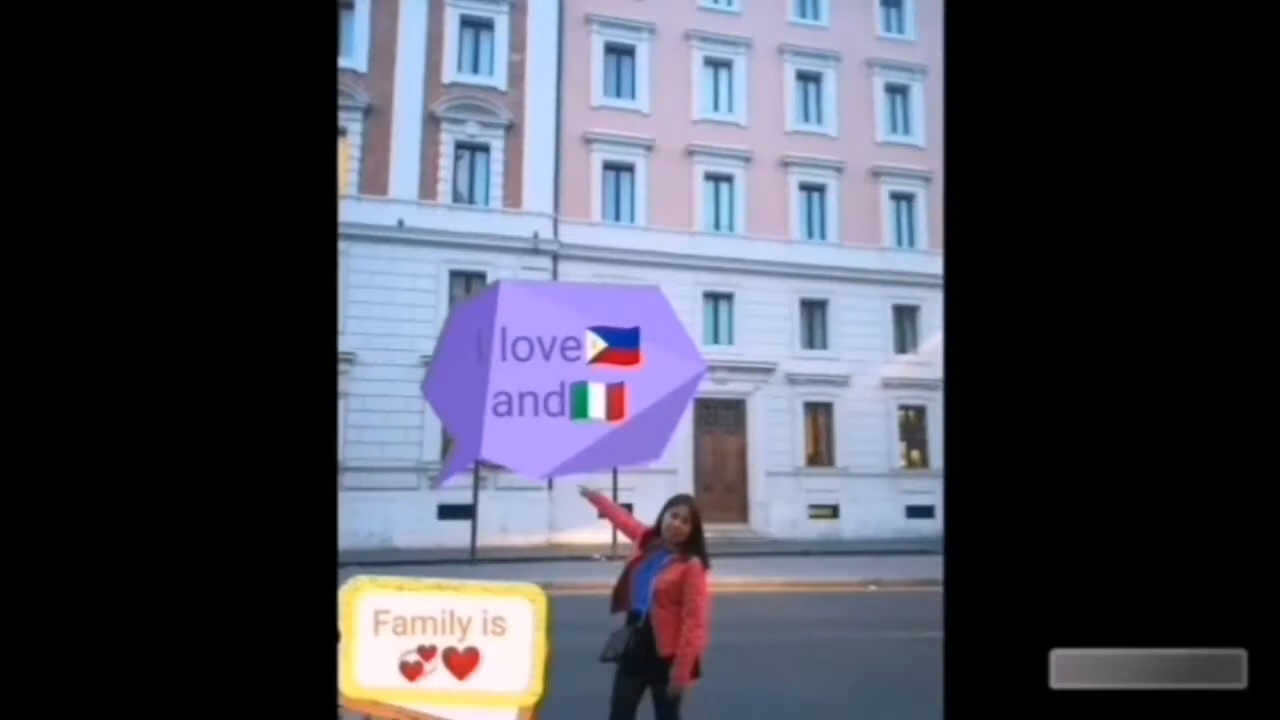 I love🇵🇭
and🇮🇹
Family is
💞❤️